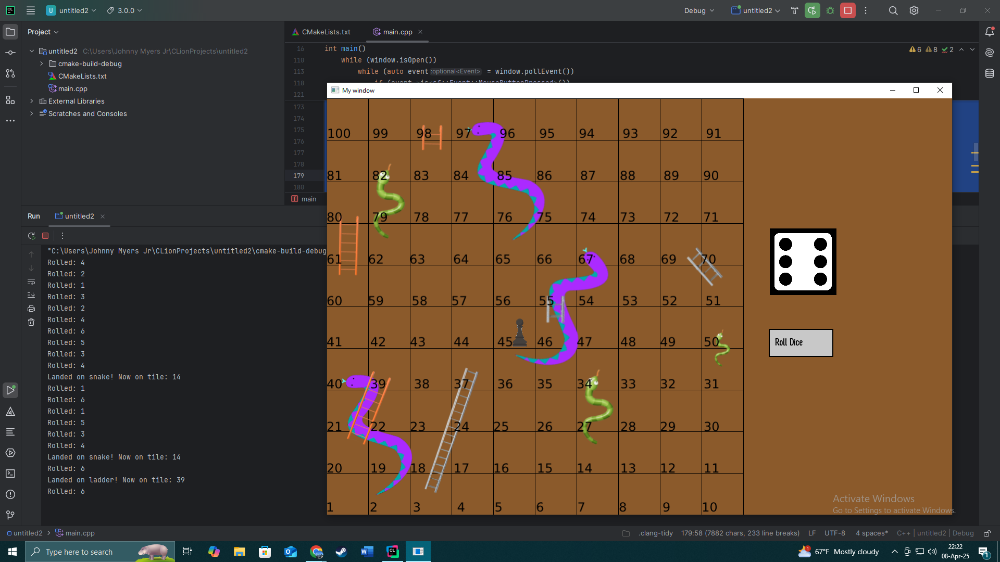 U untitled2
3.0.0
Debug
untitled2
Project
CMakeLists.txt
main.cpp
untitled2 C:\Users\Johnny Myers Jr\CLionProjects\untitled2
cmake-build-debug
CMakeLists.txt
main.cpp
External Libraries
Scratches and Consoles
16 int main()
110 while (window.isOpen())
113 while (auto event :optional<Event> = window.pollEvent())
118
121
173
174
175
176
177
178
179
180
6 8 2
main
My window
100 99 98 97 96 95 94 93 92 91
81 82 83 84 85 86 87 88 89 90
80 79 78 77 76 75 74 73 72 71
61 62 63 64 65 66 67 68 69 70
60 59 58 57 56 55 54 53 52 51
41 42 43 44 45 46 47 48 49 50
40 39 38 37 36 35 34 33 32 31
21 22 23 24 25 26 27 28 29 30
20 19 18 17 16 15 14 13 12 11
1 2 3 4 5 6 7 8 9 10
Roll Dice
Activate Windows
Go to Settings to activate Windows.
Run untitled2
"C:\Users\Johnny Myers Jr\CLionProjects\untitled2\cmake-build-debug
Rolled: 4
Rolled: 2
Rolled: 1
Rolled: 3
Rolled: 2
Rolled: 4
Rolled: 6
Rolled: 5
Rolled: 3
Rolled: 4
Landed on snake! Now on tile: 14
Rolled: 1
Rolled: 6
Rolled: 1
Rolled: 5
Rolled: 3
Rolled: 4
Landed on snake! Now on tile: 14
Rolled: 6
Landed on ladder! Now on tile: 39
Rolled: 6
untitled2 > main.cpp
.clang-tidy 179:58 (7882 chars, 233 line breaks) LF UTF-8 4 spaces* C++ | untitled2 | Debug
Type here to search
67°F Mostly cloudy
22:22
08-Apr-25